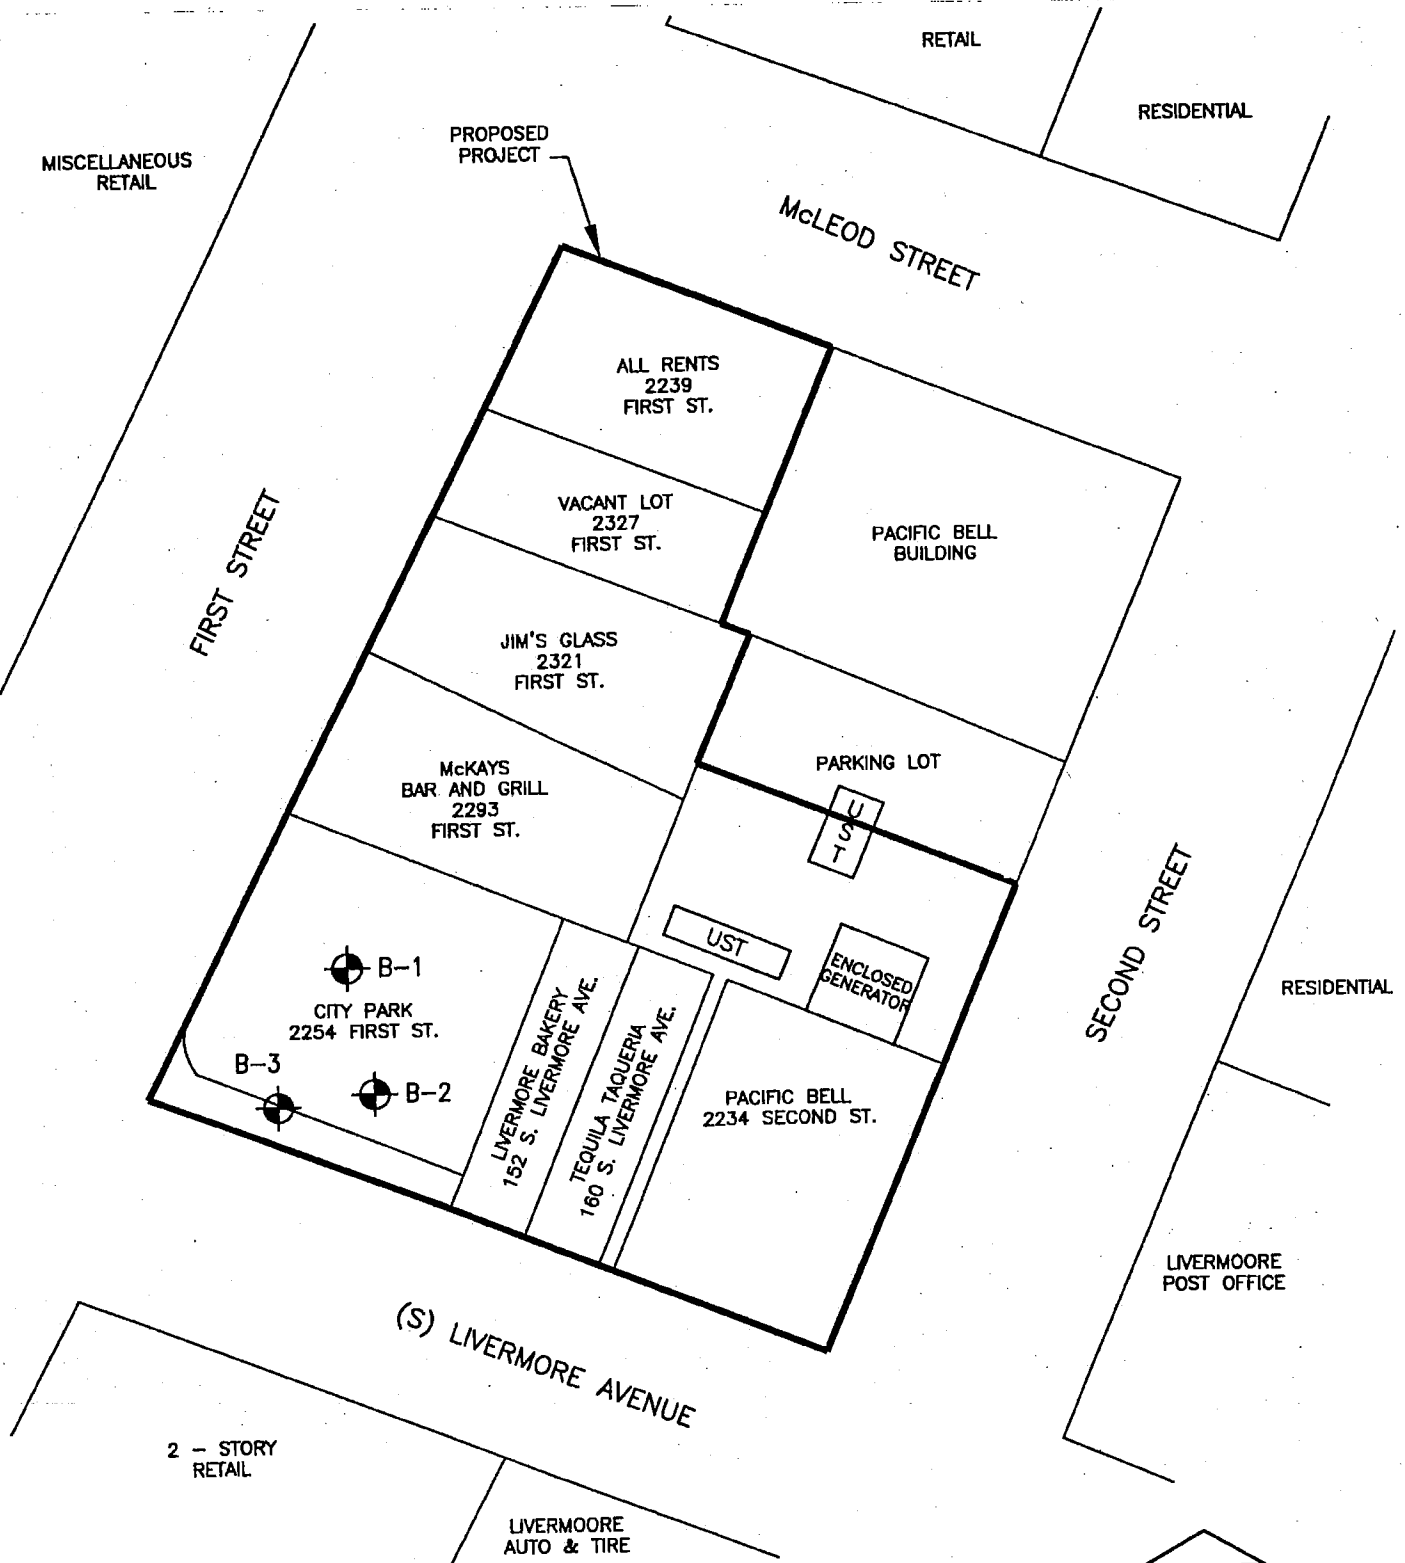 RETAIL
RESIDENTIAL
PROPOSED
PROJECT
MISCELLANEOUS
RETAIL
McLEOD STREET
ALL RENTS
2239
FIRST ST.
VACANT LOT
2327
FIRST ST.
PACIFIC BELL
BUILDING
FIRST STREET
JIM'S GLASS
2321
FIRST ST.
McKAYS
BAR AND GRILL
2293
FIRST ST.
PARKING LOT
UST
UST
ENCLOSED
GENERATOR
SECOND STREET
B-1
CITY PARK
2254 FIRST ST.
B-3
B-2
LIVERMORE BAKERY
152 S. LIVERMORE AVE.
TEQUILA TAQUERIA
160 S. LIVERMORE AVE.
PACIFIC BELL
2234 SECOND ST.
RESIDENTIAL
LIVERMOORE
POST OFFICE
(S) LIVERMORE AVENUE
2 - STORY
RETAIL
LIVERMOORE
AUTO & TIRE